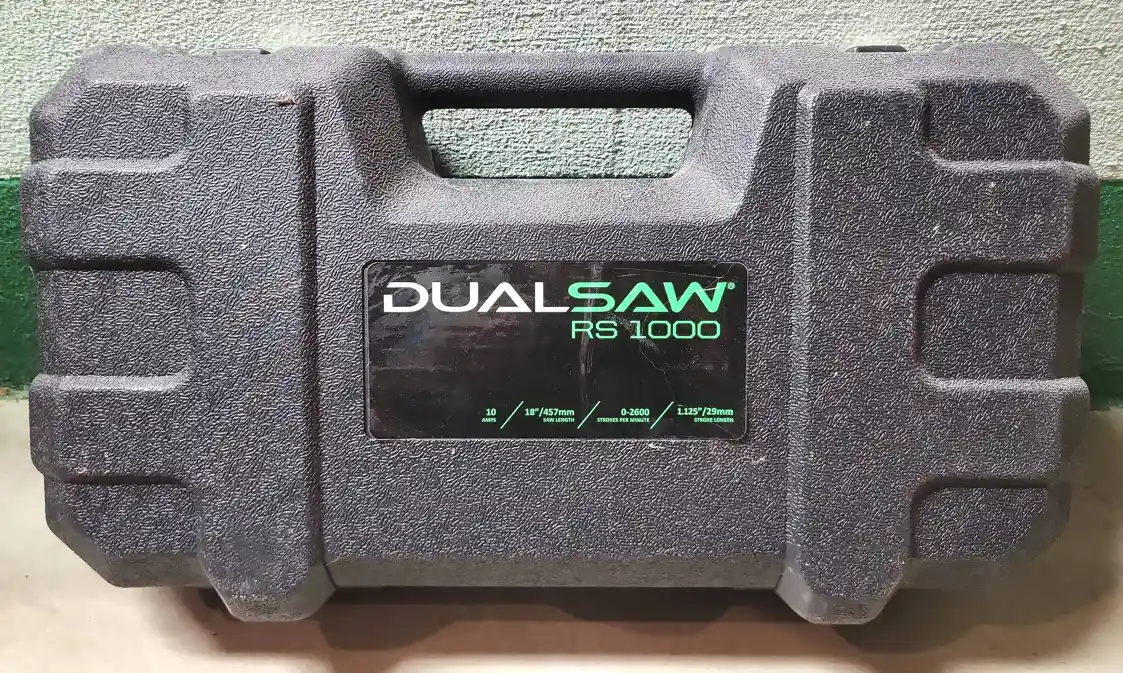 DUALSAW®
RS 1000
10 / 18"/457mm / 0-2600 / 1.125"/29mm
AMPS SAW LENGTH STROKES PER MINUTE STROKE LENGTH